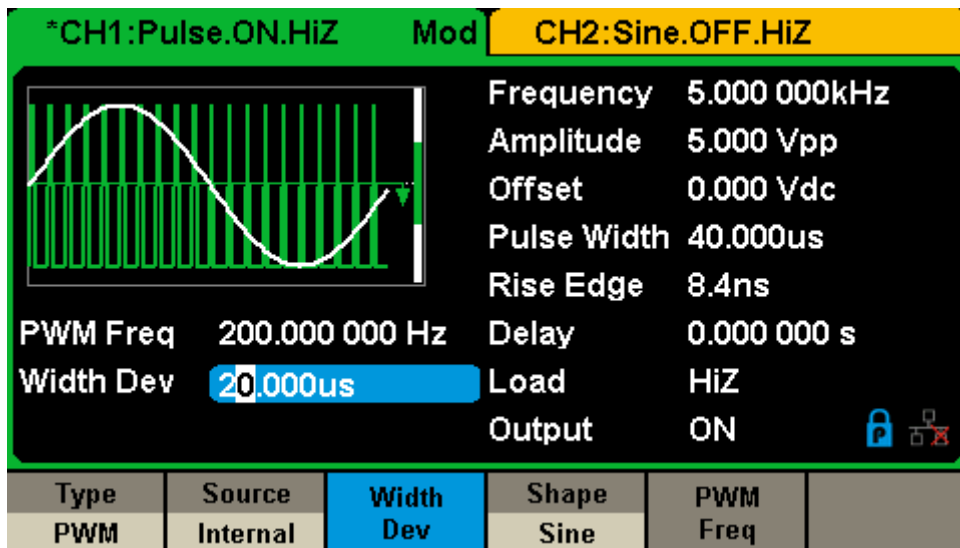 *CH1:Pulse.ON.HiZ Mod CH2:Sine.OFF.HiZ
Frequency 5.000 000kHz
Amplitude 5.000 Vpp
Offset 0.000 Vdc
Pulse Width 40.000us
Rise Edge 8.4ns
PWM Freq 200.000 000 Hz Delay 0.000 000 s
Width Dev 20.000us Load HiZ
Output ON P
Type Source Width Dev Shape PWM Freq
PWM Internal Sine